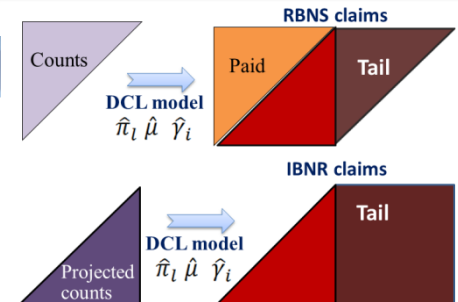 RBNS claims
Counts
Paid
Tail
DCL model
π̂_l μ̂ γ̂_i
IBNR claims
Tail
DCL model
π̂_l μ̂ γ̂_i
Projected
counts